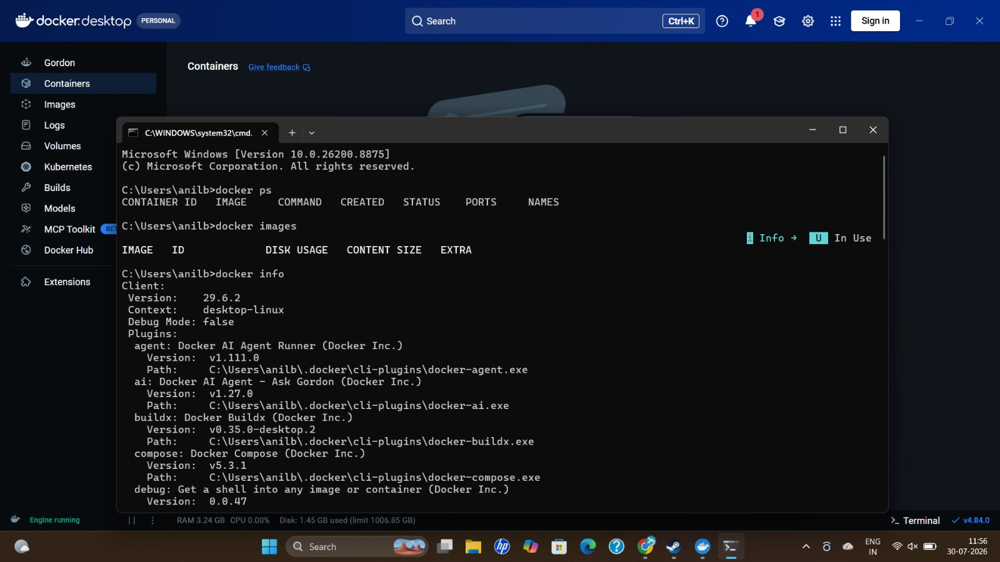 docker.desktop PERSONAL
Search Ctrl+K
1
Sign in
Gordon
Containers
Images
Logs
Volumes
Kubernetes
Builds
Models
MCP Toolkit
Docker Hub
Extensions
Containers Give feedback
C:\WINDOWS\system32\cmd.
Microsoft Windows [Version 10.0.26200.8875]
(c) Microsoft Corporation. All rights reserved.
C:\Users\anilb>docker ps
CONTAINER ID   IMAGE     COMMAND   CREATED   STATUS    PORTS     NAMES
C:\Users\anilb>docker images
i Info → U In Use
IMAGE   ID             DISK USAGE   CONTENT SIZE   EXTRA
C:\Users\anilb>docker info
Client:
Version:    29.6.2
Context:    desktop-linux
Debug Mode: false
Plugins:
agent: Docker AI Agent Runner (Docker Inc.)
Version:  v1.111.0
Path:     C:\Users\anilb\.docker\cli-plugins\docker-agent.exe
ai: Docker AI Agent - Ask Gordon (Docker Inc.)
Version:  v1.27.0
Path:     C:\Users\anilb\.docker\cli-plugins\docker-ai.exe
buildx: Docker Buildx (Docker Inc.)
Version:  v0.35.0-desktop.2
Path:     C:\Users\anilb\.docker\cli-plugins\docker-buildx.exe
compose: Docker Compose (Docker Inc.)
Version:  v5.3.1
Path:     C:\Users\anilb\.docker\cli-plugins\docker-compose.exe
debug: Get a shell into any image or container (Docker Inc.)
Version:  0.0.47
Engine running
RAM 3.24 GB CPU 0.00% Disk: 1.45 GB used (limit 1006.85 GB)
Terminal
v4.84.0
Search
hp
ENG
IN
11:56
30-07-2026